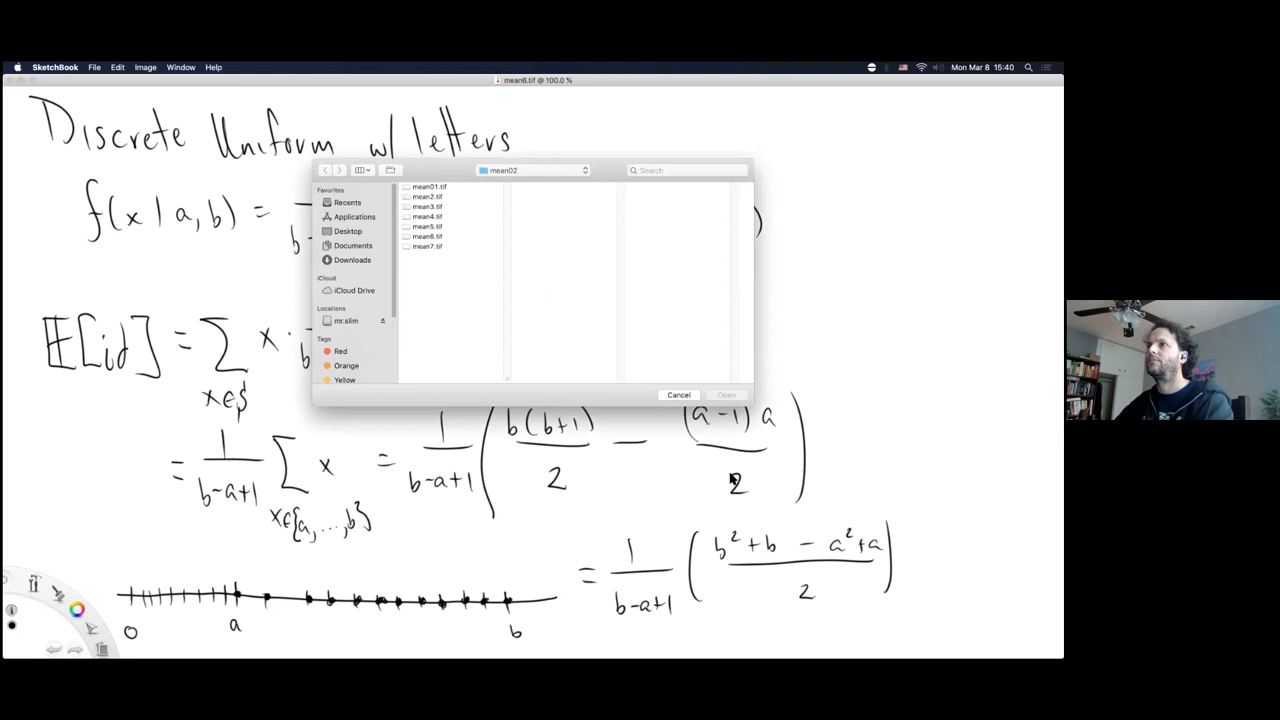 SketchBook File Edit Image Window Help Mon Mar 8 15:40
mean6.tif @ 100.0 %
Discrete Uniform w/ letters
mean02 Search
f(x | a, b) =
b- )
Favorites
Recents
Applications
Desktop
Documents
Downloads
iCloud
iCloud Drive
Locations
mr.slim
Tags
Red
Orange
Yellow
mean01.tif
mean2.tif
mean3.tif
mean4.tif
mean5.tif
mean6.tif
mean7.tif
Cancel Open
E[id] = ∑ x ·
x∈$
= 1/(b-a+1) ∑ x = 1/(b-a+1) ( b(b+1)/2 - (a-1)a/2 )
x∈{a, ..., b}
= 1/(b-a+1) ( (b² + b - a² + a)/2 )
0 a b